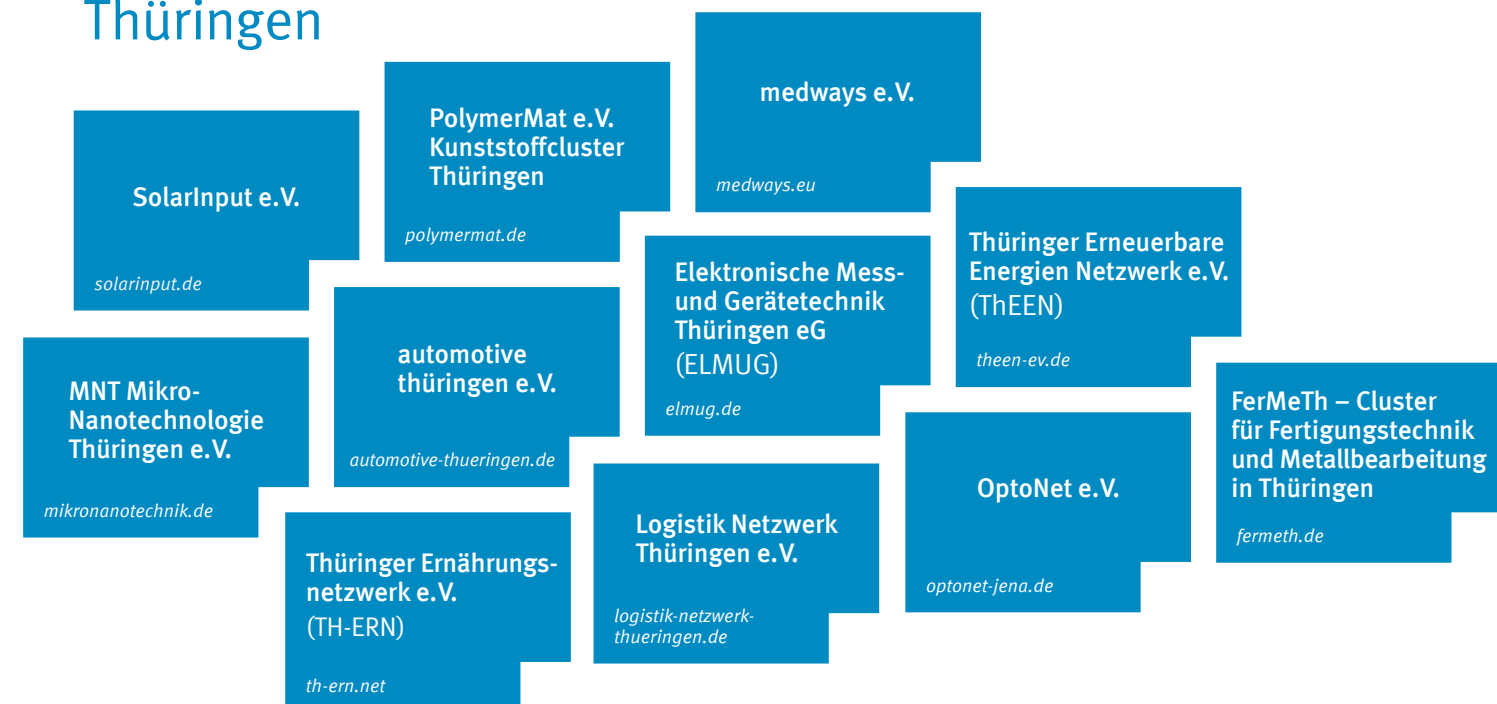 Thüringen
medways e.V.
medways.eu
PolymerMat e.V.
Kunststoffcluster
Thüringen
polymermat.de
SolarInput e.V.
solarinput.de
Thüringer Erneuerbare
Energien Netzwerk e.V.
(ThEEN)
theen-ev.de
Elektronische Mess-
und Gerätetechnik
Thüringen eG
(ELMUG)
elmug.de
automotive
thüringen e.V.
automotive-thueringen.de
MNT Mikro-
Nanotechnologie
Thüringen e.V.
mikronanotechnik.de
FerMeTh – Cluster
für Fertigungstechnik
und Metallbearbeitung
in Thüringen
fermeth.de
OptoNet e.V.
optonet-jena.de
Logistik Netzwerk
Thüringen e.V.
logistik-netzwerk-
thueringen.de
Thüringer Ernährungs-
netzwerk e.V.
(TH-ERN)
th-ern.net